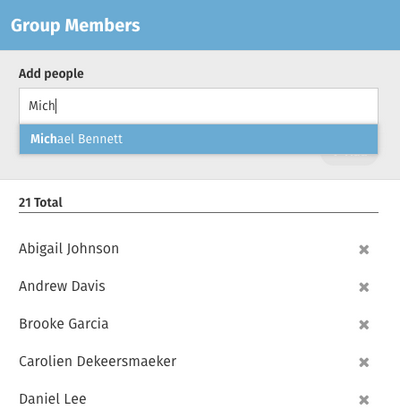 Group Members
Add people
Mich
Michael Bennett
21 Total
Abigail Johnson
Andrew Davis
Brooke Garcia
Carolien Dekeersmaeker
Daniel Lee